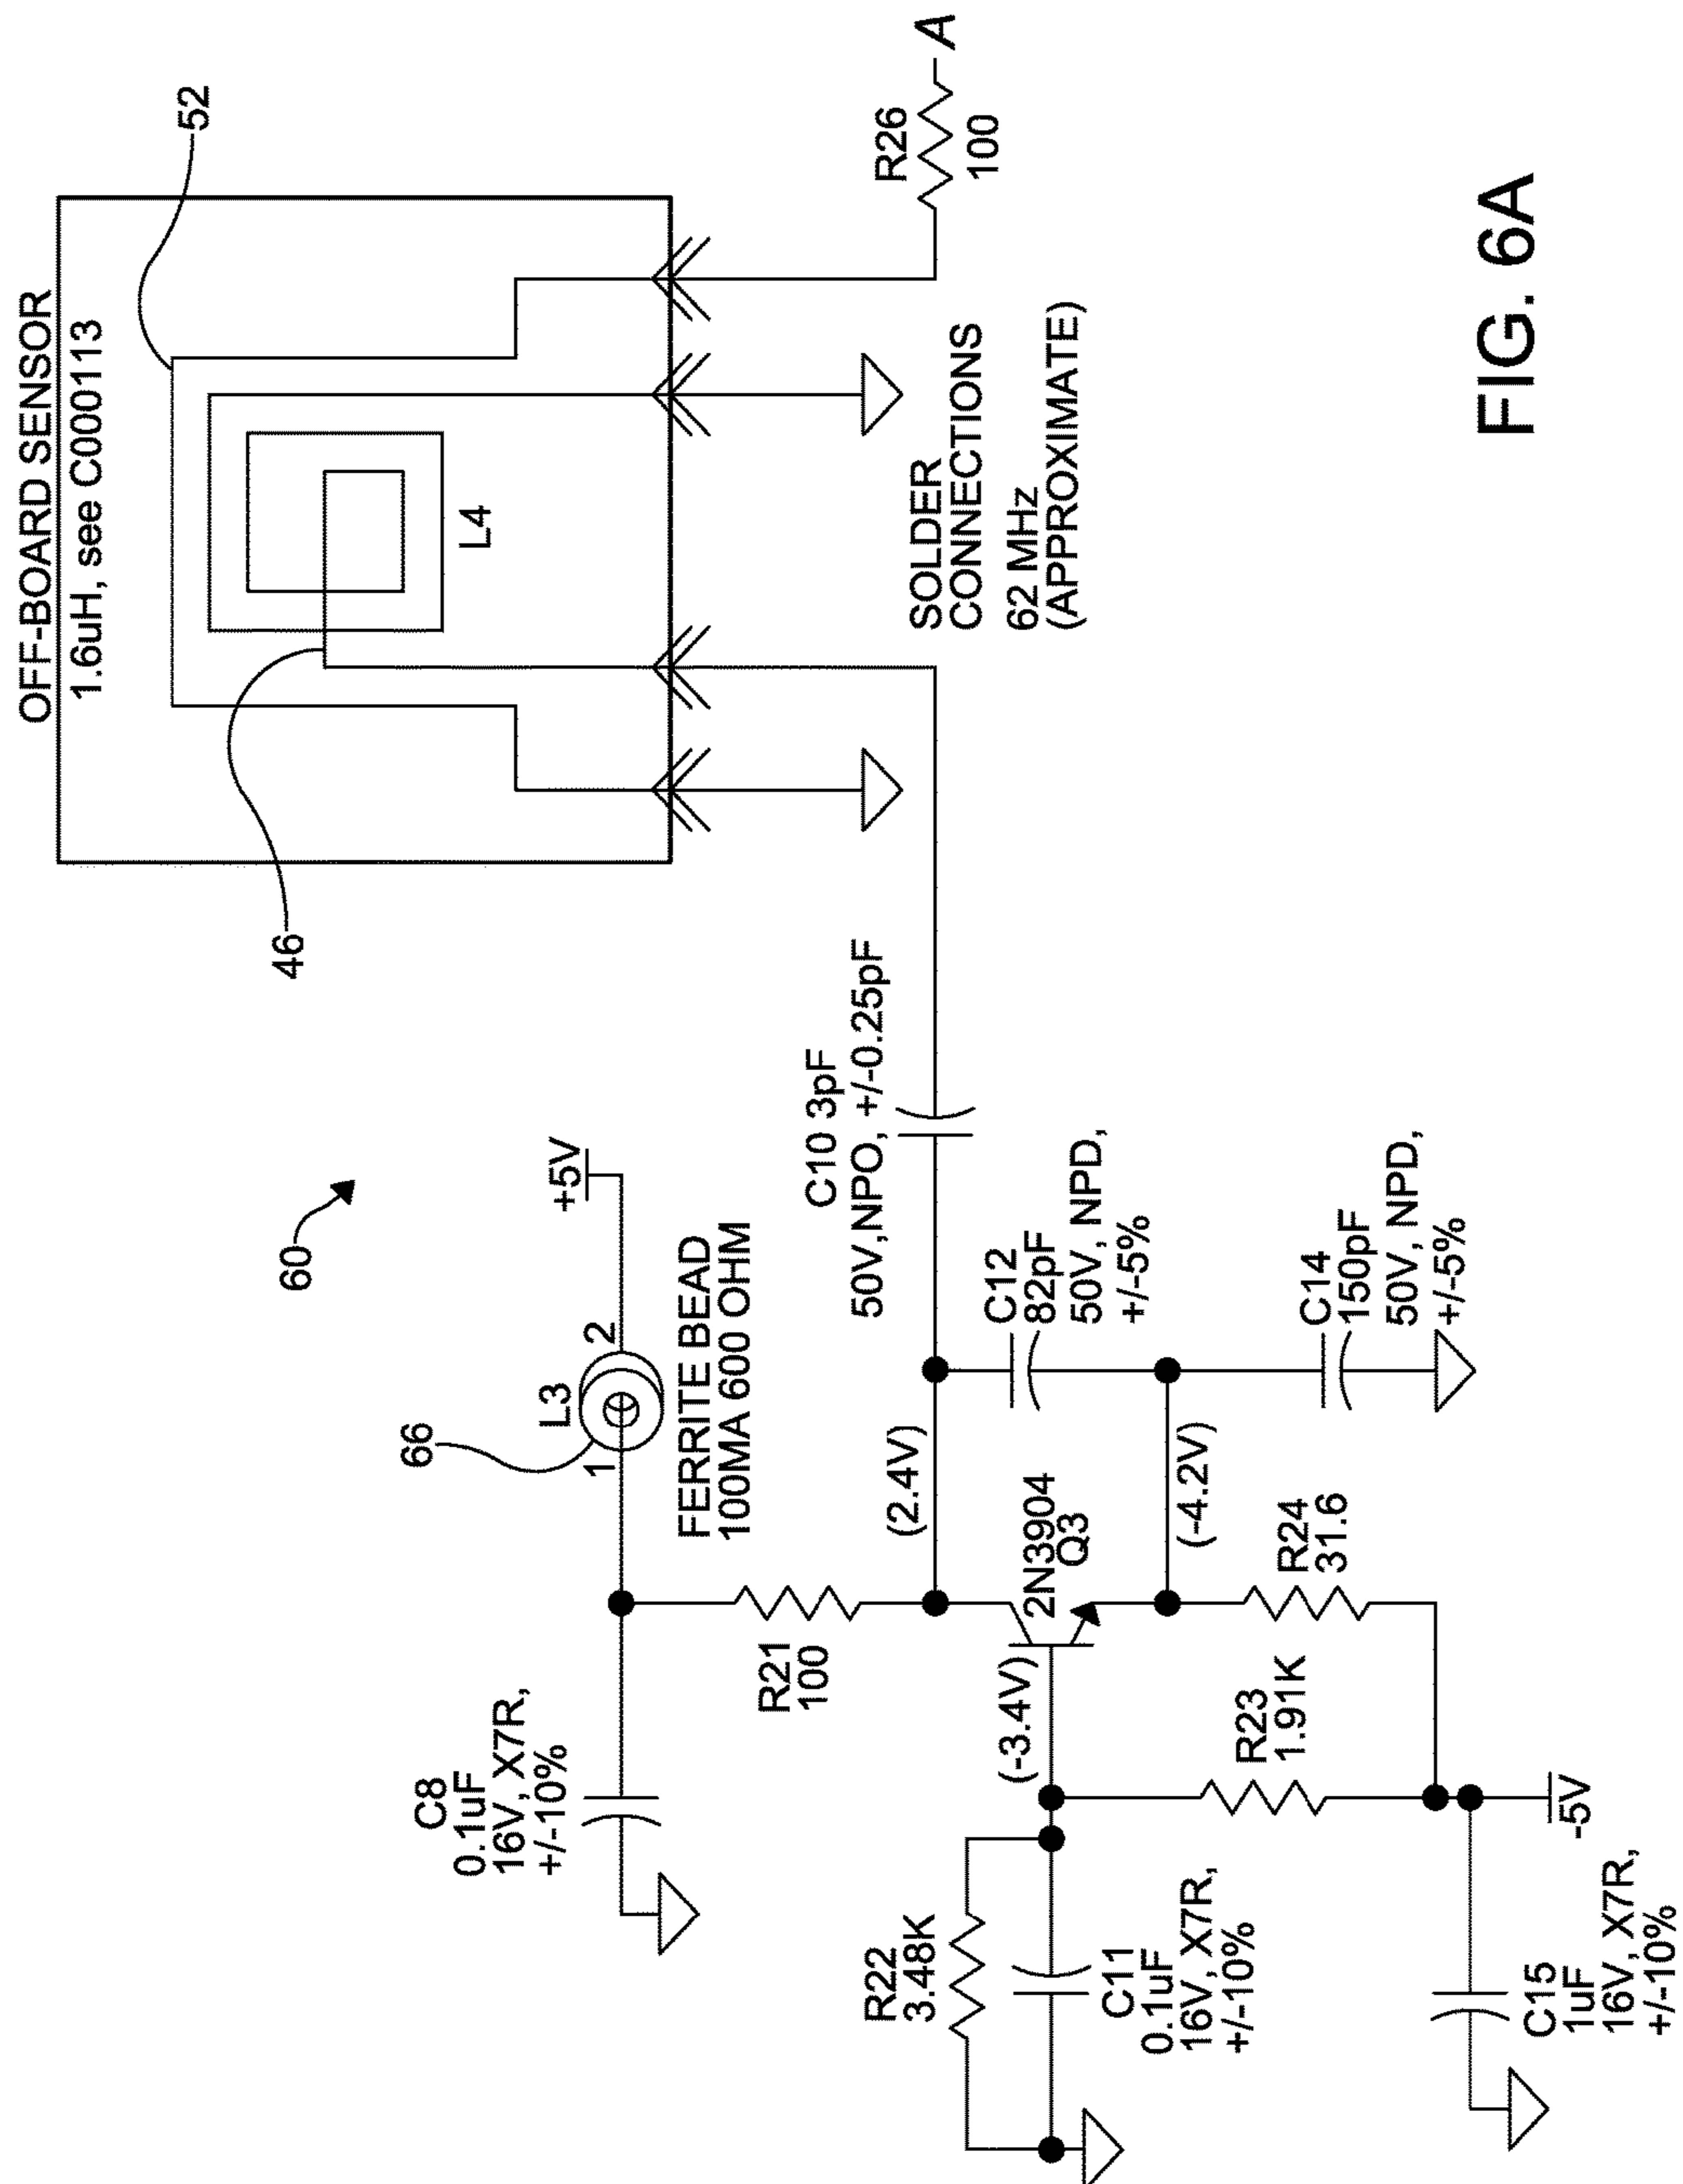 OFF-BOARD SENSOR
1.6uH, see C000113
52
46
L4
60
+5V
66
L3
1
2
FERRITE BEAD
100MA 600 OHM
C8
0.1uF
16V, X7R,
+/-10%
R21
100
C10 3pF
50V,NPO, +/-0.25pF
SOLDER
CONNECTIONS
62 MHz
(APPROXIMATE)
R26
100
A
(2.4V)
2N3904
Q3
(-3.4V)
(-4.2V)
C12
82pF
50V, NPD,
+/-5%
C14
150pF
50V, NPD,
+/-5%
R22
3.48K
C11
0.1uF
16V, X7R,
+/-10%
R23
1.91K
R24
31.6
-5V
C15
1uF
16V, X7R,
+/-10%
FIG. 6A